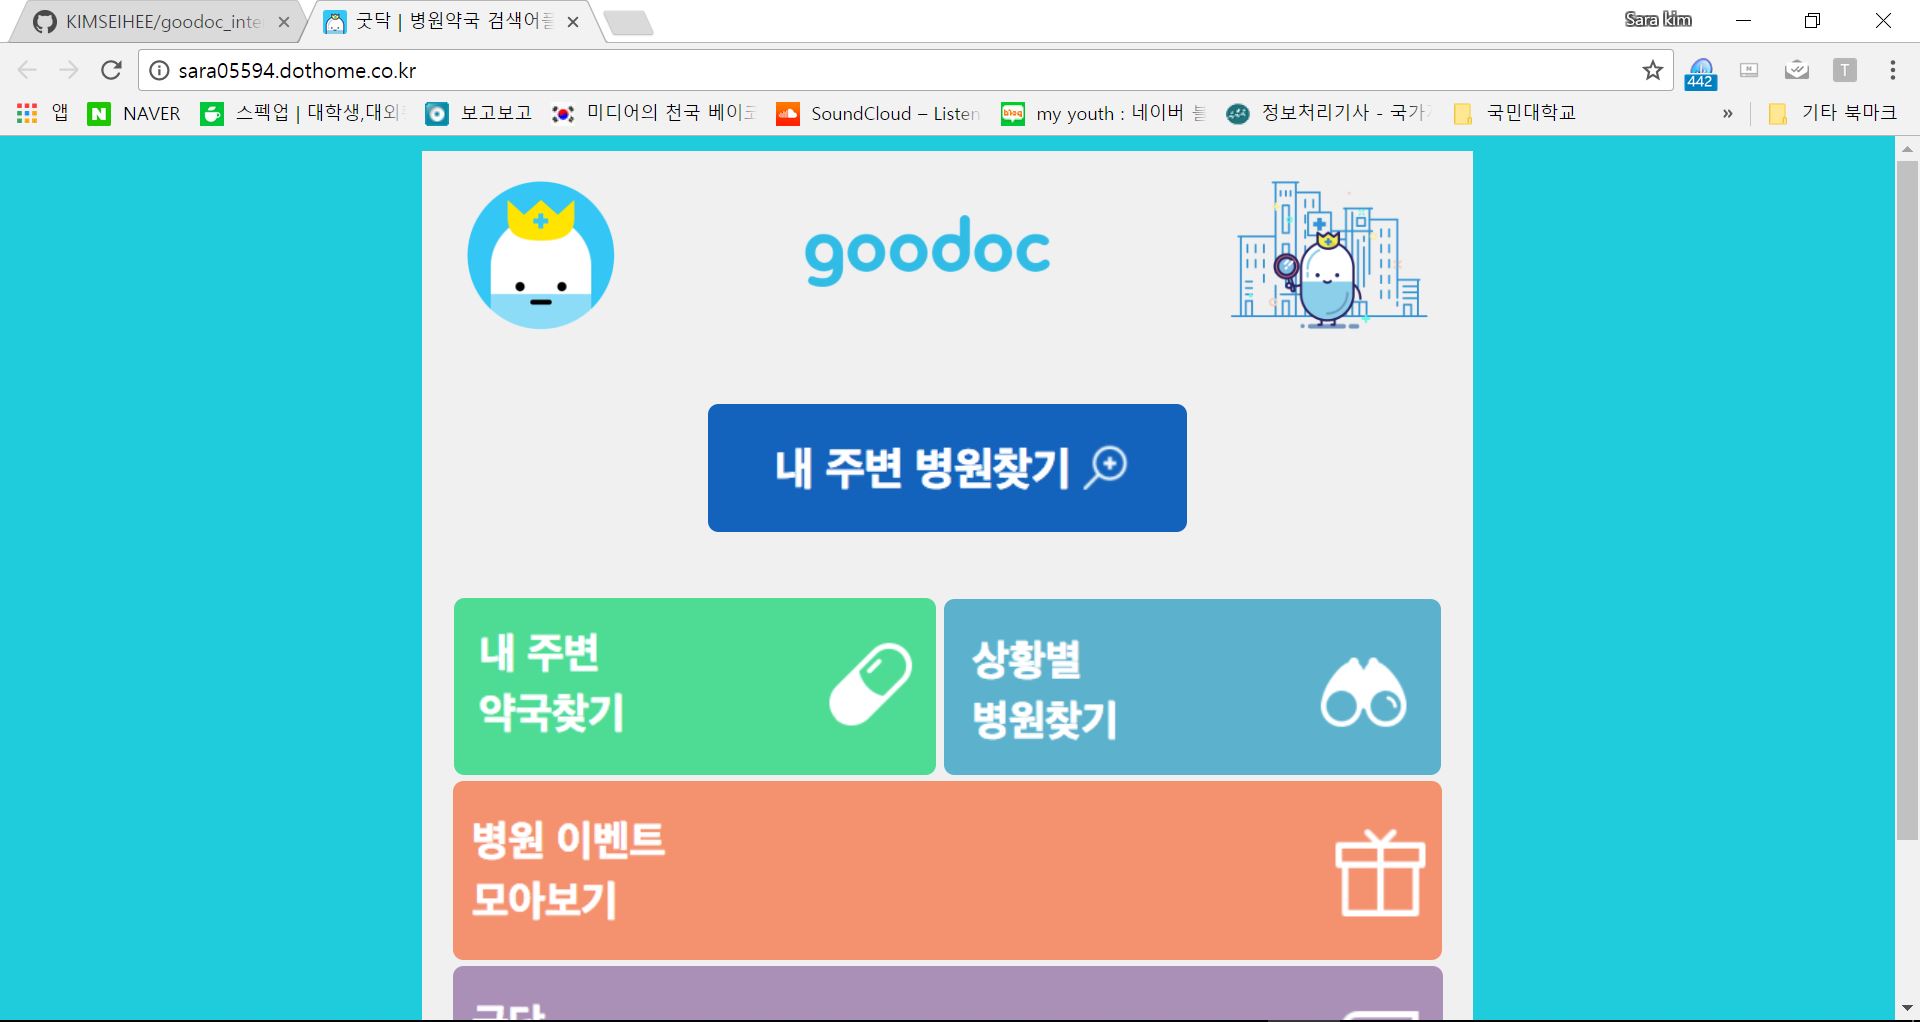 KIMSEIHEE/goodoc_inte
굿닥 | 병원약국 검색어플
Sara kim
sara05594.dothome.co.kr
442
T
앱
NAVER
스펙업 | 대학생,대외
보고보고
미디어의 천국 베이
SoundCloud – Listen
my youth : 네이버 블
정보처리기사 - 국가
국민대학교
»
기타 북마크
goodoc
내 주변 병원찾기
내 주변
약국찾기
상황별
병원찾기
병원 이벤트
모아보기
굿닥